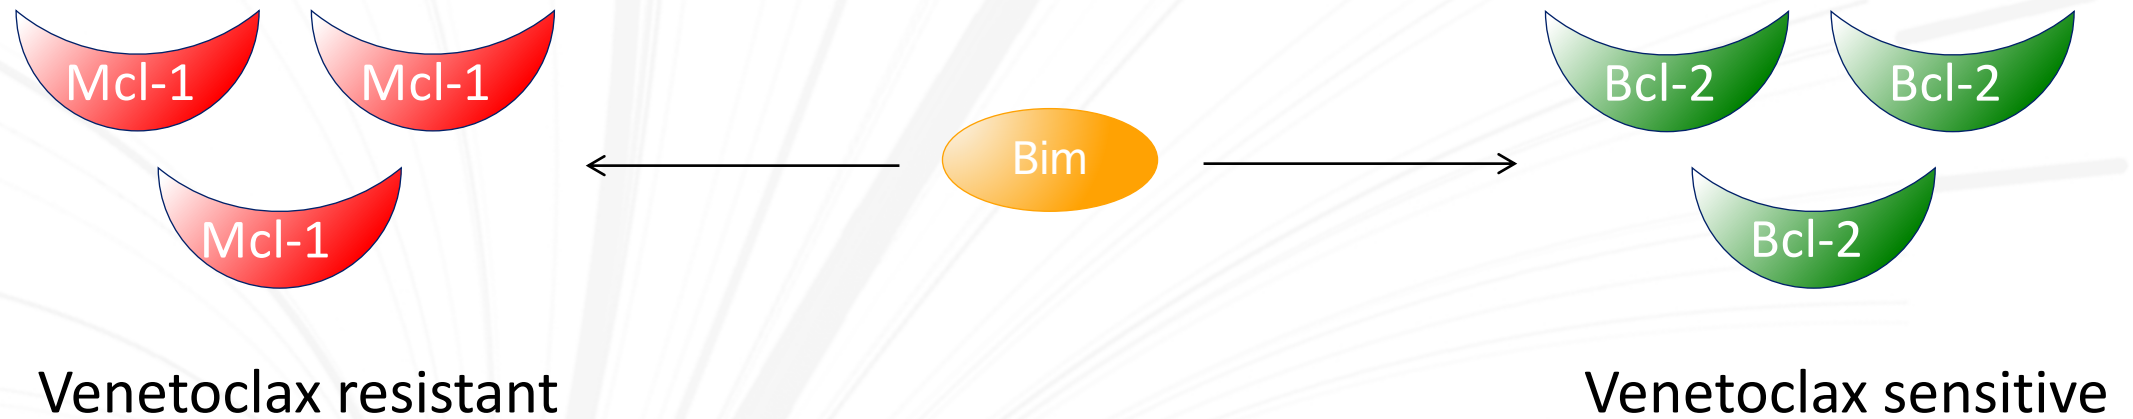 Mcl-1 Mcl-1 Bcl-2 Bcl-2
Bim
Mcl-1 Bcl-2
Venetoclax resistant Venetoclax sensitive